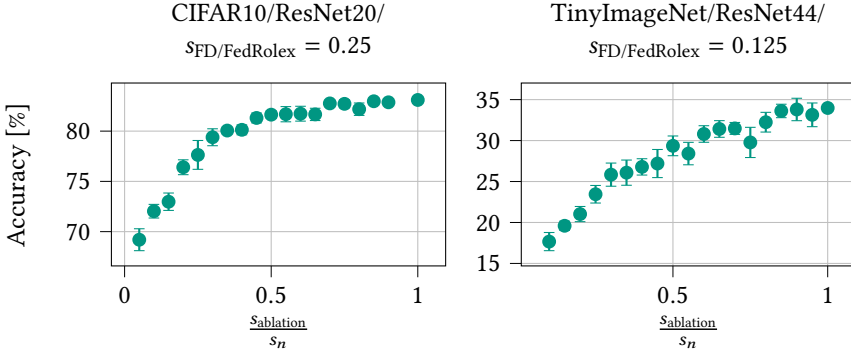 CIFAR10/ResNet20/
s_FD/FedRolex = 0.25
Accuracy [%]
80
75
70
0
0.5
1
s_ablation
s_n
TinyImageNet/ResNet44/
s_FD/FedRolex = 0.125
35
30
25
20
15
0.5
1
s_ablation
s_n